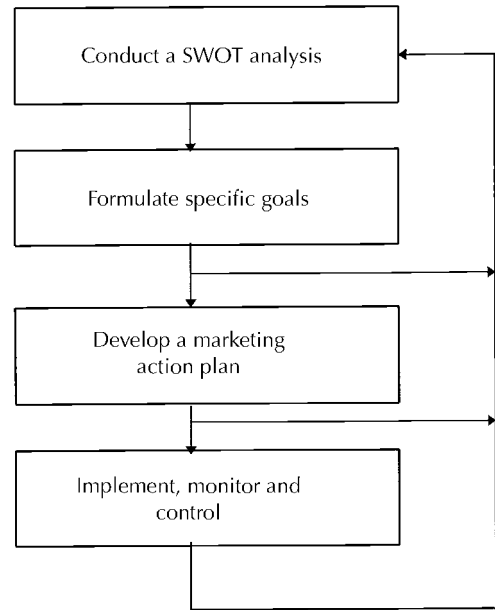 Conduct a SWOT analysis
Formulate specific goals
Develop a marketing
action plan
Implement, monitor and
control